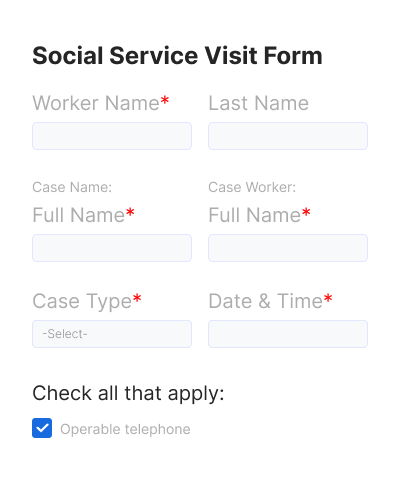 Social Service Visit Form
Worker Name* Last Name
Case Name: Case Worker:
Full Name* Full Name*
Case Type* Date & Time*
-Select-
Check all that apply:
Operable telephone